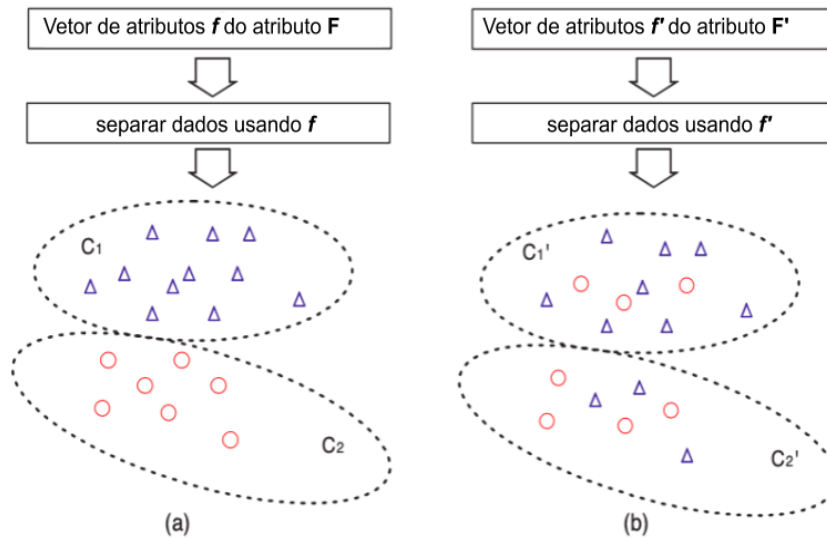 Vetor de atributos f do atributo F
separar dados usando f
C1
C2
(a)
Vetor de atributos f' do atributo F'
separar dados usando f'
C1'
C2'
(b)